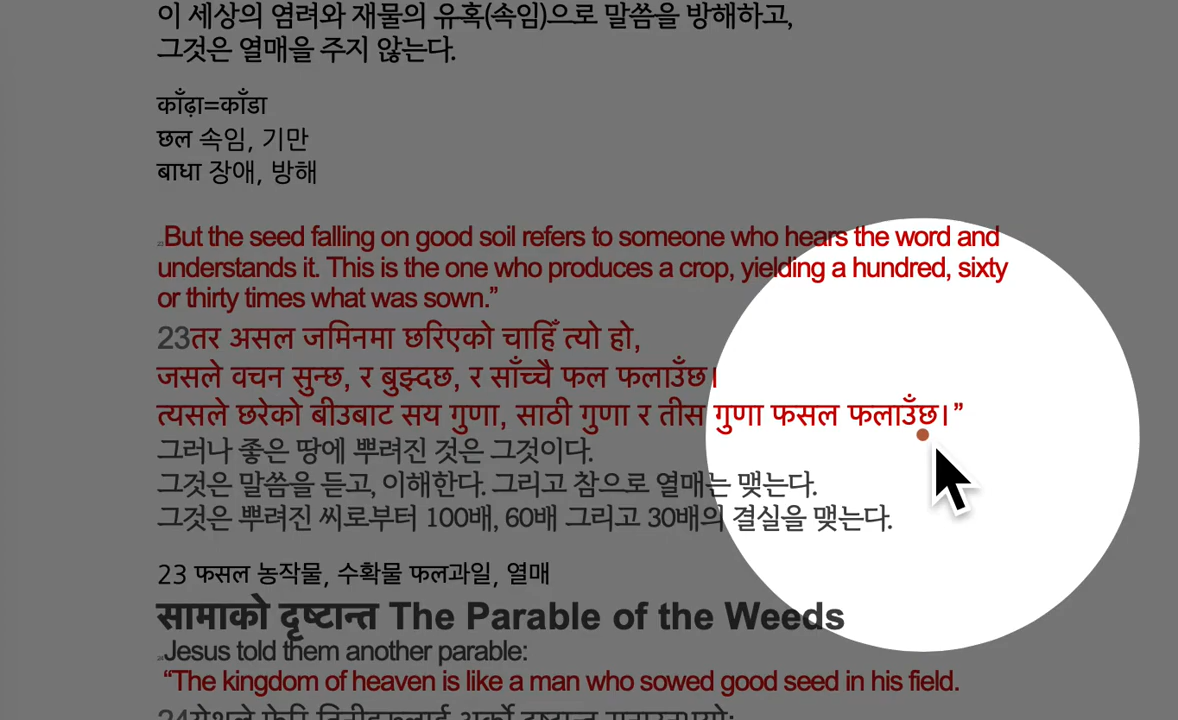 이 세상의 염려와 재물의 유혹(속임)으로 말씀을 방해하고,
그것은 열매을 주지 않는다.
काँढ़ा=काँडा
छल 속임, 기만
बाधा 장애, 방해
But the seed falling on good soil refers to someone who hears the word and
understands it. This is the one who produces a crop, yielding a hundred, sixty
or thirty times what was sown.”
23तर असल जमिनमा छरिएको चाहिँ त्यो हो,
जसले वचन सुन्छ, र बुझ्दछ, र साँच्चै फल फलाउँछ।
त्यसले छरेको बीउबाट सय गुणा, साठी गुणा र तीस गुणा फसल फलाउँछ।”
그러나 좋은 땅에 뿌려진 것은 그것이다.
그것은 말씀을 듣고, 이해한다. 그리고 참으로 열매는 맺는다.
그것은 뿌려진 씨로부터 100배, 60배 그리고 30배의 결실을 맺는다.
23 फसल 농작물, 수확물 फल과일, 열매
सामाको दृष्टान्त The Parable of the Weeds
Jesus told them another parable:
“The kingdom of heaven is like a man who sowed good seed in his field.